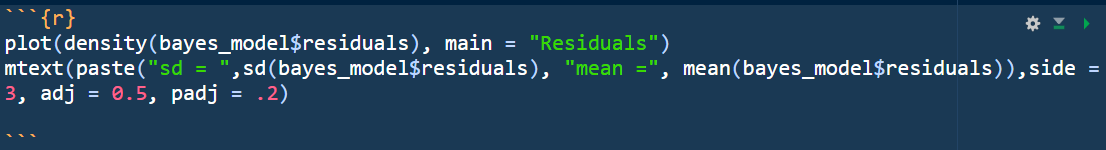 ```{r}
plot(density(bayes_model$residuals), main = "Residuals")
mtext(paste("sd = ",sd(bayes_model$residuals), "mean =", mean(bayes_model$residuals)),side =
3, adj = 0.5, padj = .2)
```